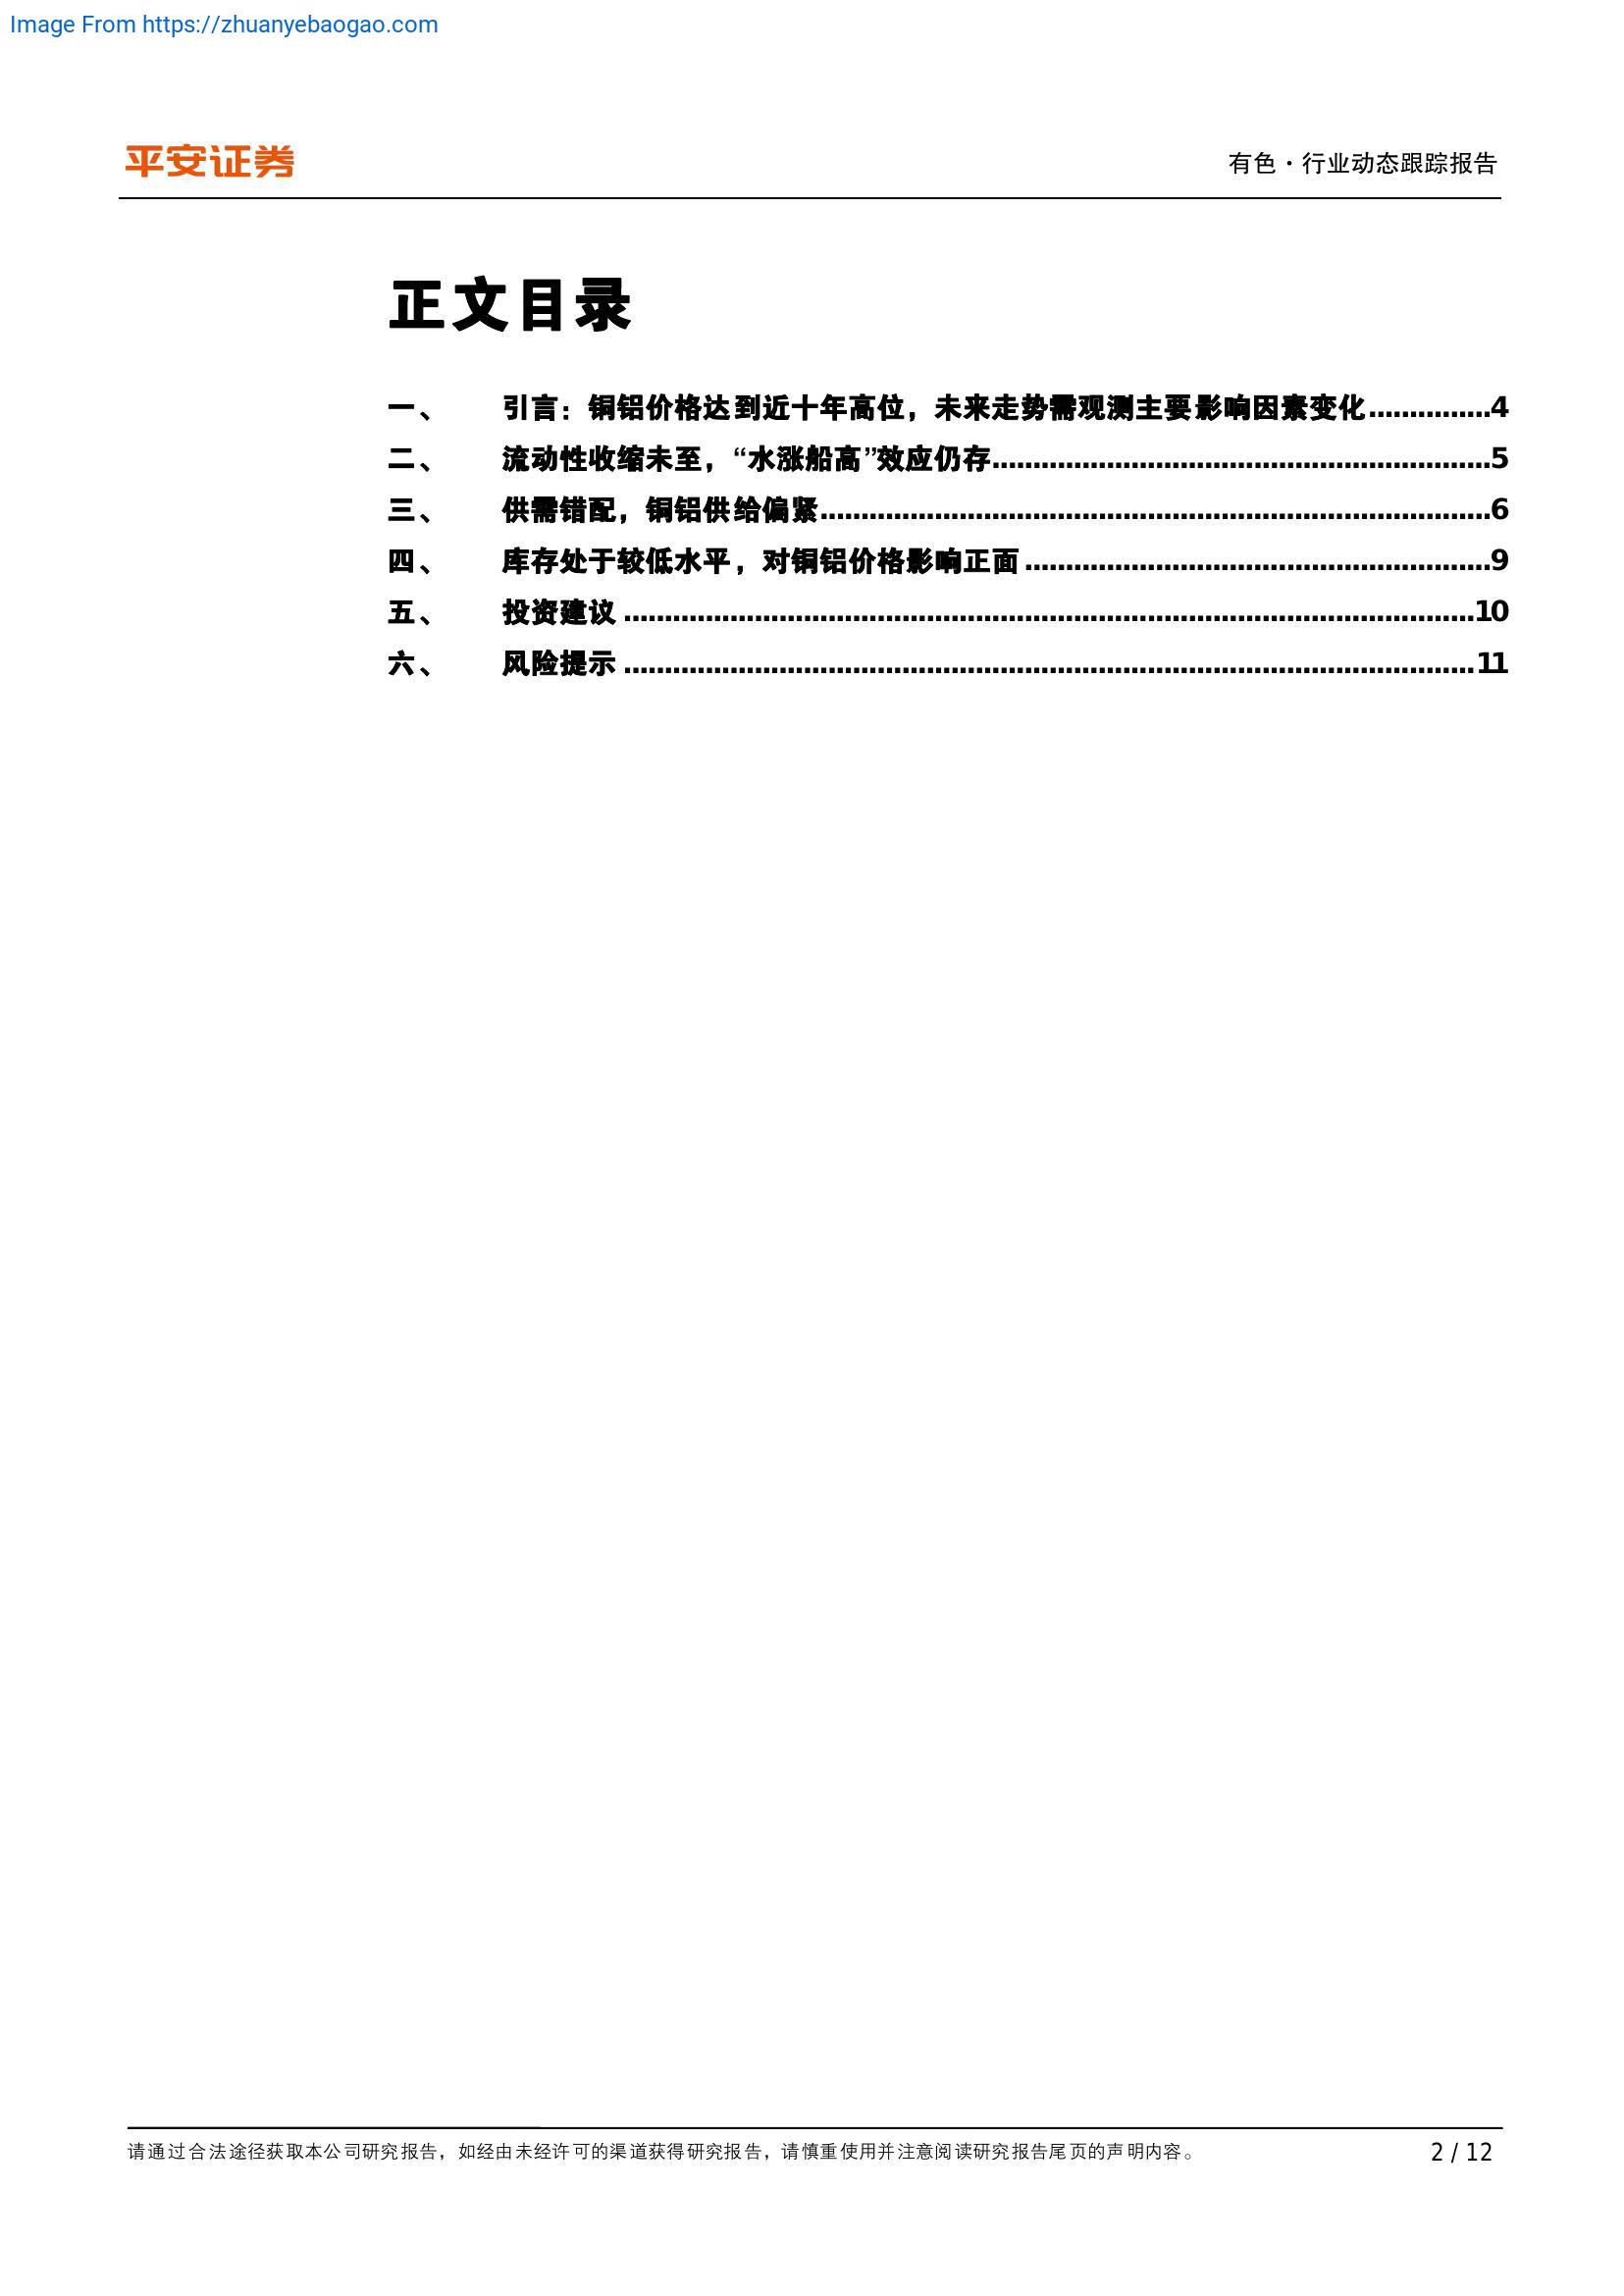 Image From https://zhuanyebaogao.com
平安证券
有色·行业动态跟踪报告
正文目录
一、 引言：铜铝价格达到近十年高位，未来走势需观测主要影响因素变化...............4
二、 流动性收缩未至，“水涨船高”效应仍存.............................................................5
三、 供需错配，铜铝供给偏紧..................................................................................6
四、 库存处于较低水平，对铜铝价格影响正面.........................................................9
五、 投资建议........................................................................................................10
六、 风险提示........................................................................................................11
请通过合法途径获取本公司研究报告，如经由未经许可的渠道获得研究报告，请慎重使用并注意阅读研究报告尾页的声明内容。
2 / 12